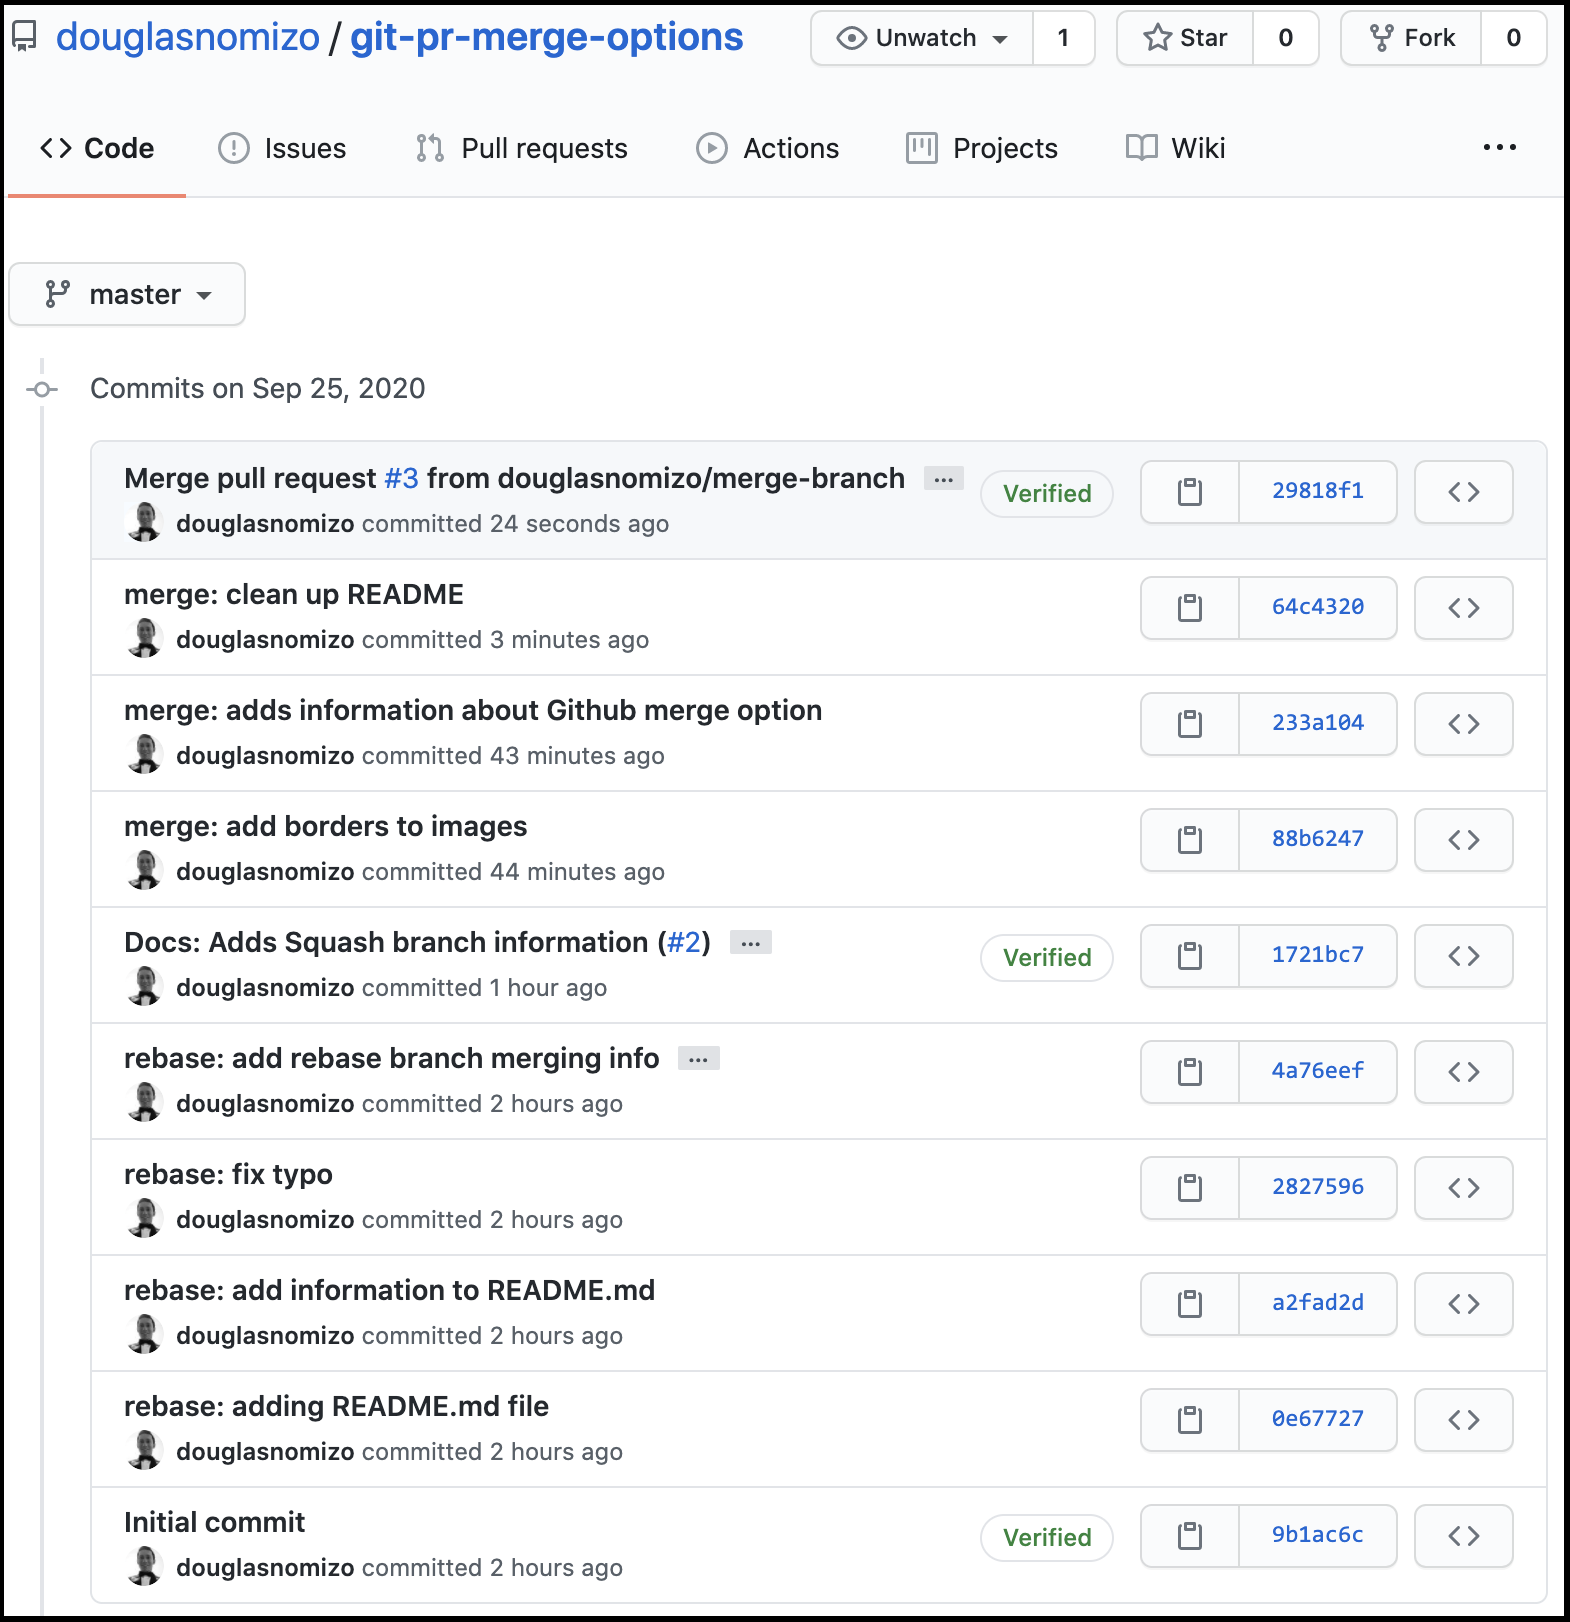 douglasnomizo / git-pr-merge-options Unwatch 1 Star 0 Fork 0
Code Issues Pull requests Actions Projects Wiki ...
master
Commits on Sep 25, 2020
Merge pull request #3 from douglasnomizo/merge-branch ... Verified 29818f1
douglasnomizo committed 24 seconds ago
merge: clean up README 64c4320
douglasnomizo committed 3 minutes ago
merge: adds information about Github merge option 233a104
douglasnomizo committed 43 minutes ago
merge: add borders to images 88b6247
douglasnomizo committed 44 minutes ago
Docs: Adds Squash branch information (#2) ... Verified 1721bc7
douglasnomizo committed 1 hour ago
rebase: add rebase branch merging info ... 4a76eef
douglasnomizo committed 2 hours ago
rebase: fix typo 2827596
douglasnomizo committed 2 hours ago
rebase: add information to README.md a2fad2d
douglasnomizo committed 2 hours ago
rebase: adding README.md file 0e67727
douglasnomizo committed 2 hours ago
Initial commit Verified 9b1ac6c
douglasnomizo committed 2 hours ago